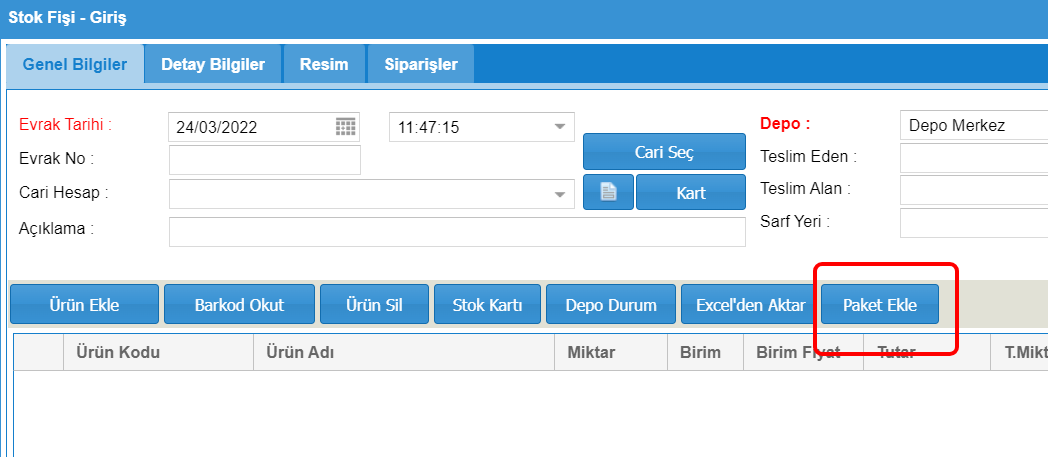 Stok Fişi - Giriş
Genel Bilgiler Detay Bilgiler Resim Siparişler
Evrak Tarihi : 24/03/2022 11:47:15 Depo : Depo Merkez
Evrak No : Cari Seç Teslim Eden :
Cari Hesap : Kart Teslim Alan :
Açıklama : Sarf Yeri :
Ürün Ekle Barkod Okut Ürün Sil Stok Kartı Depo Durum Excel'den Aktar Paket Ekle
Ürün Kodu Ürün Adı Miktar Birim Birim Fiyat Tutar T.Mikt